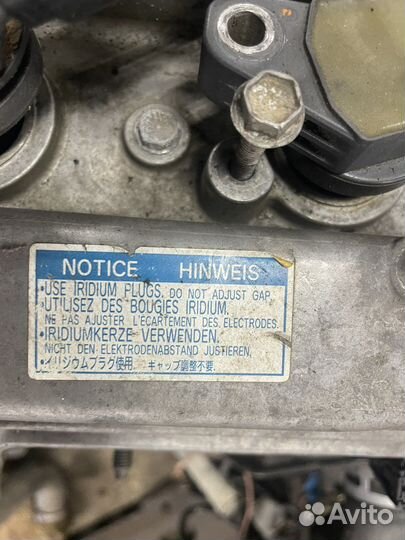 NOTICE HINWEIS
•USE IRIDIUM PLUGS. DO NOT ADJUST GAP.
•UTILISEZ DES BOUGIES IRIDIUM.
NE PAS AJUSTER L'ECARTEMENT DES ELECTRODES.
•IRIDIUMKERZE VERWENDEN.
NICHT DEN ELEKTRODENABSTAND JUSTIEREN.
•イリジウムプラグ使用. キャップ調整不要.
Avito